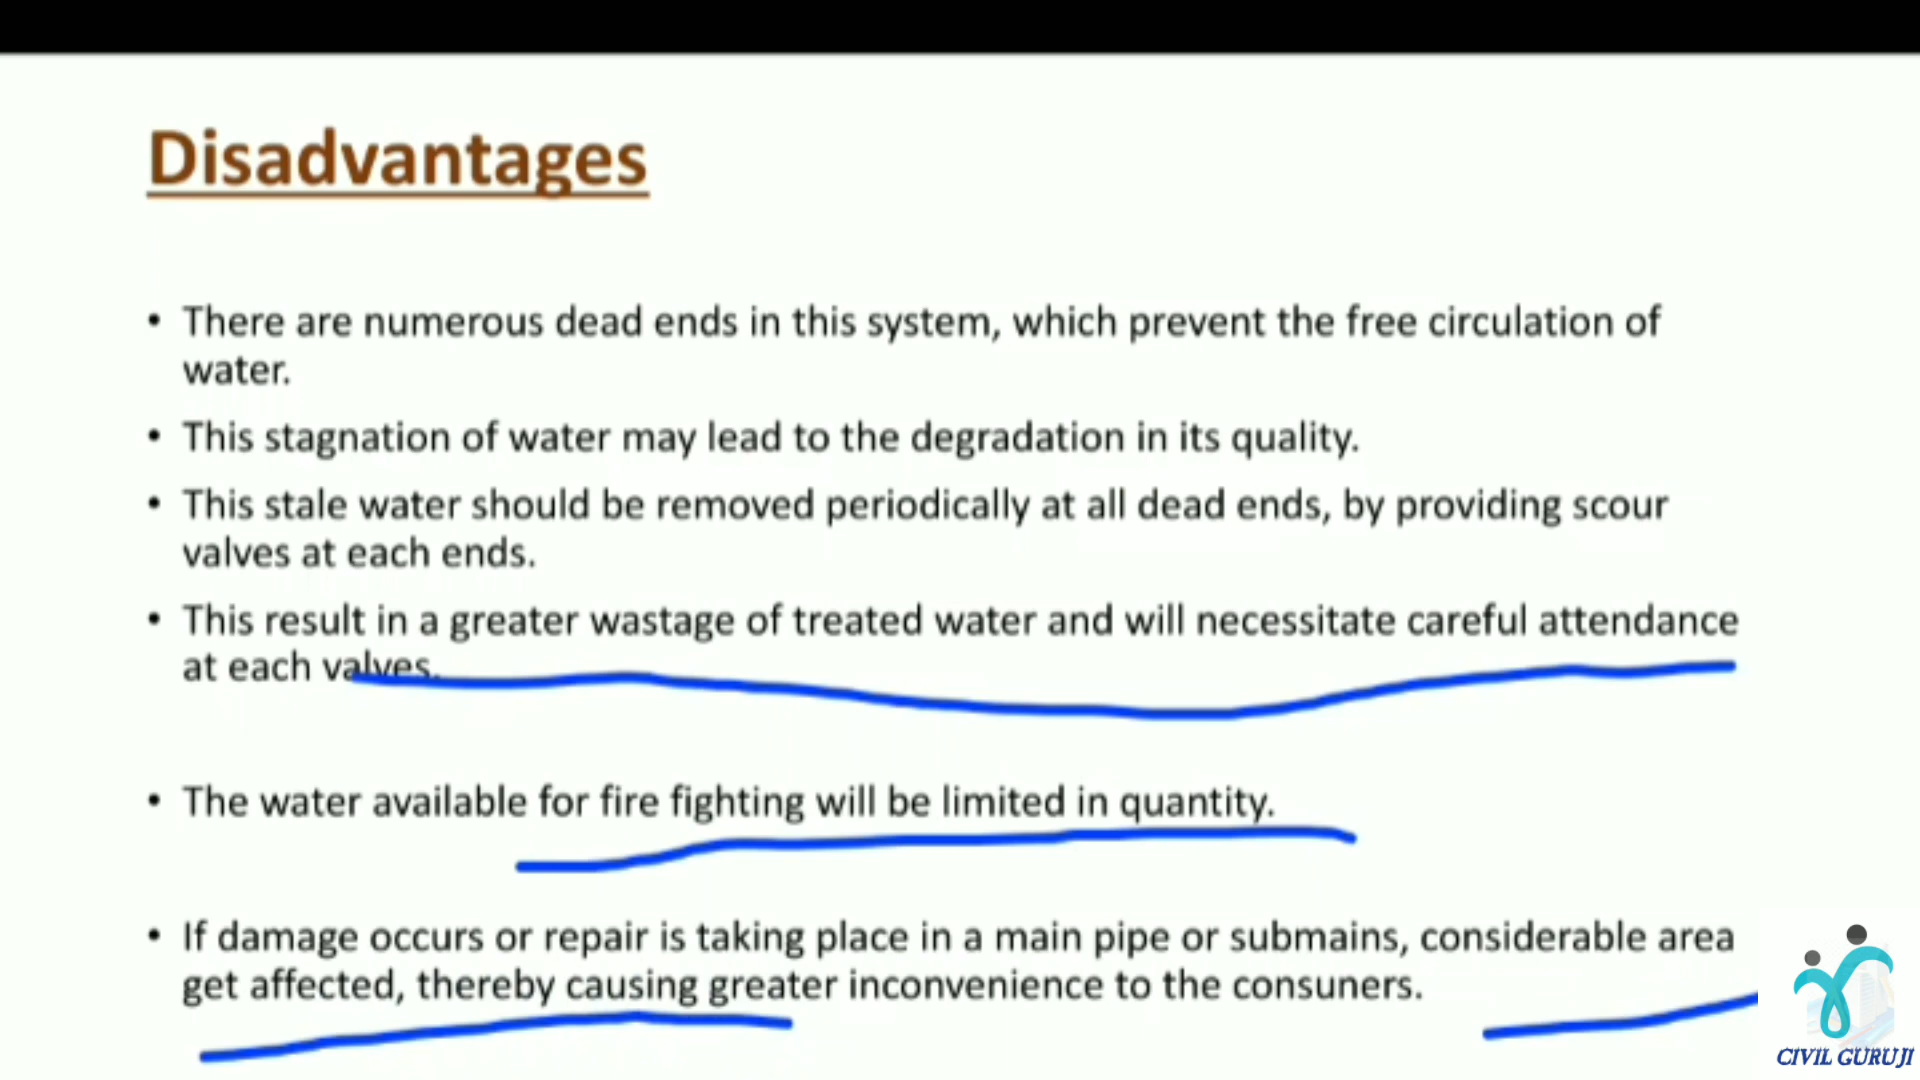 Disadvantages
• There are numerous dead ends in this system, which prevent the free circulation of
water.
• This stagnation of water may lead to the degradation in its quality.
• This stale water should be removed periodically at all dead ends, by providing scour
valves at each ends.
• This result in a greater wastage of treated water and will necessitate careful attendance
at each valves.
• The water available for fire fighting will be limited in quantity.
• If damage occurs or repair is taking place in a main pipe or submains, considerable area
get affected, thereby causing greater inconvenience to the consuners.
CIVIL GURUJI